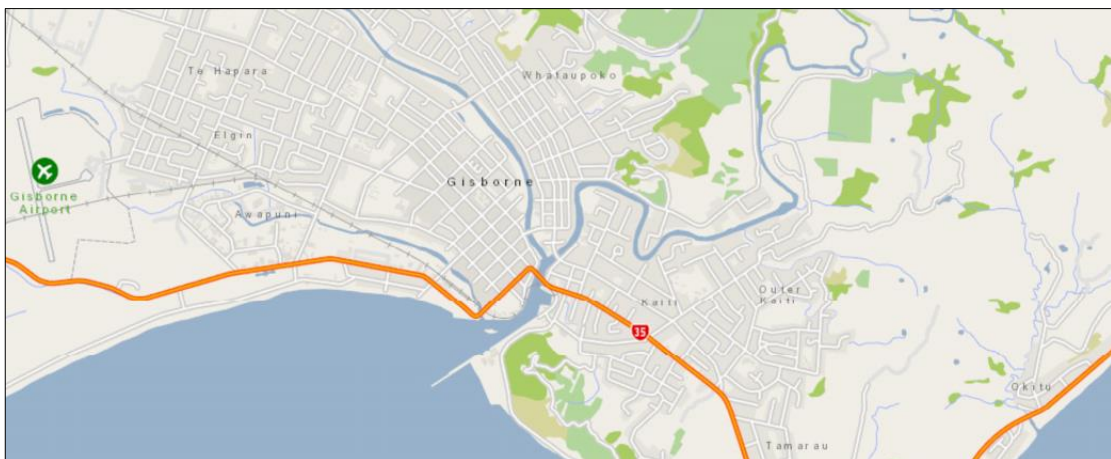 Te Hapara
Whataupoko
Elgin
Gisborne
Gisborne
Airport
Awapuni
Kaiti
Outer
Kaiti
35
Okitu
Tamarau